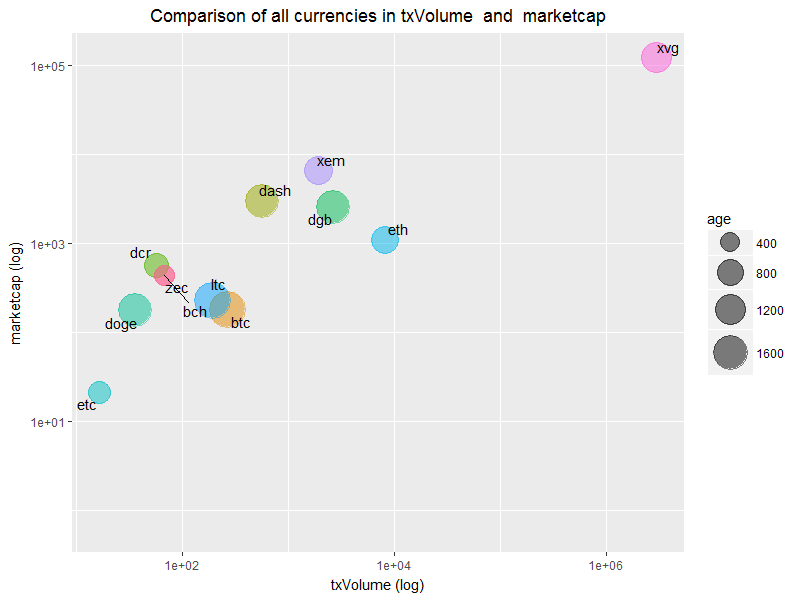 Comparison of all currencies in txVolume  and  marketcap
marketcap (log)
1e+05
1e+03
1e+01
xvg
xem
dash
dgb
eth
dcr
zec
ltc
bch
btc
doge
etc
1e+02
1e+04
1e+06
txVolume (log)
age
400
800
1200
1600